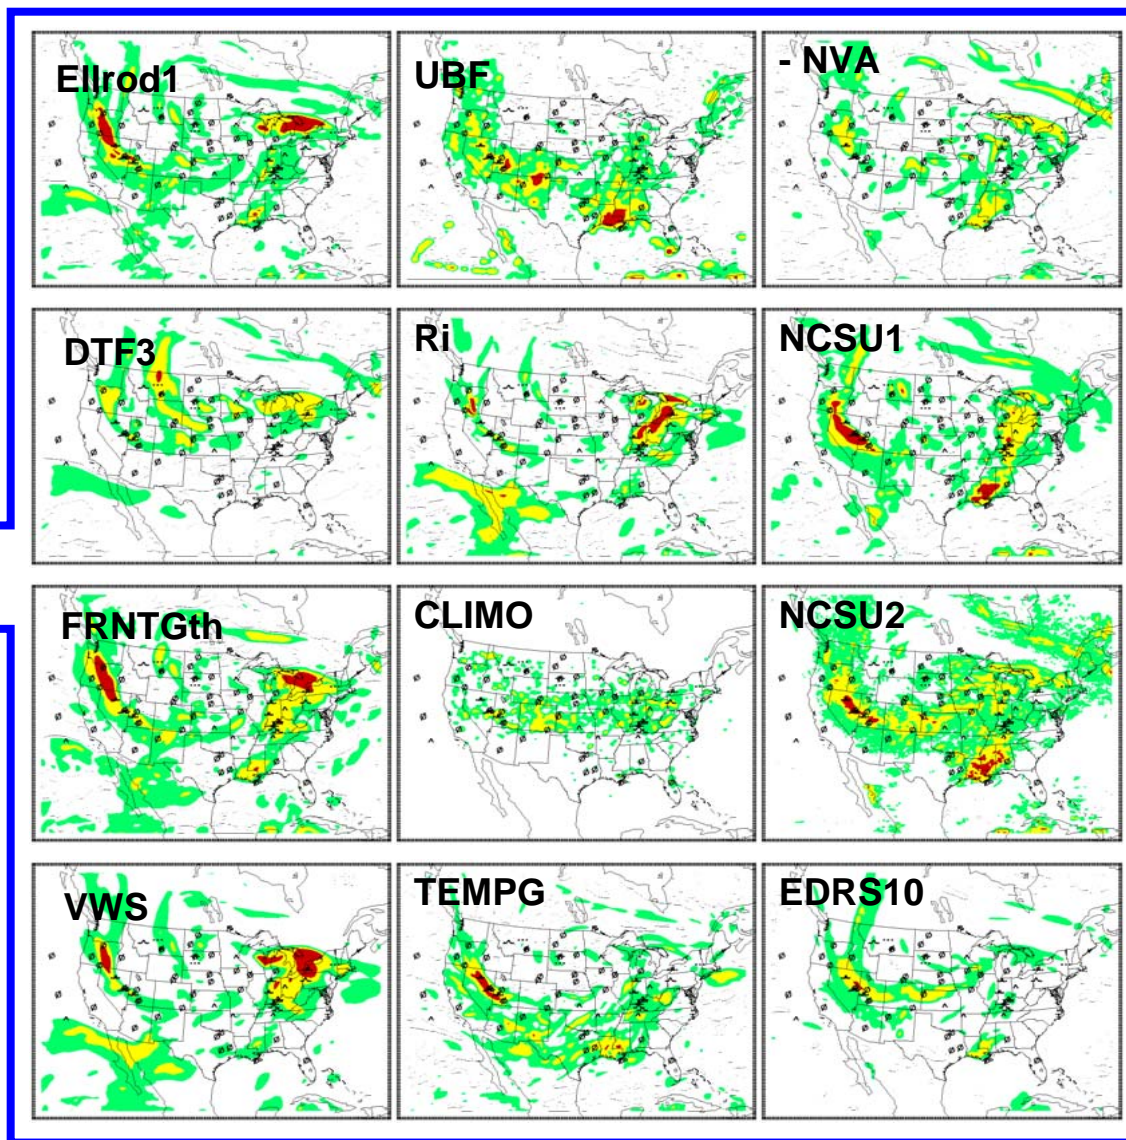 Ellrod1
UBF
- NVA
DTF3
Ri
NCSU1
FRNTGth
CLIMO
NCSU2
VWS
TEMPG
EDRS10